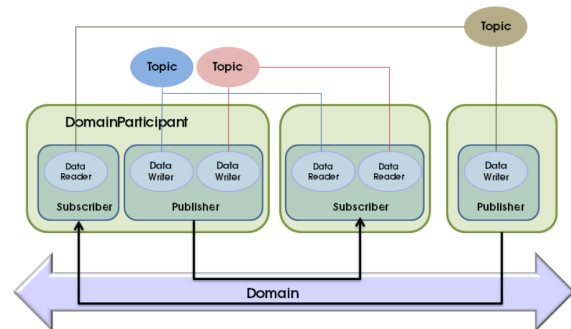 Topic
Topic
Topic
DomainParticipant
Data
Reader
Data
Writer
Data
Writer
Data
Reader
Data
Reader
Data
Writer
Subscriber
Publisher
Subscriber
Publisher
Domain